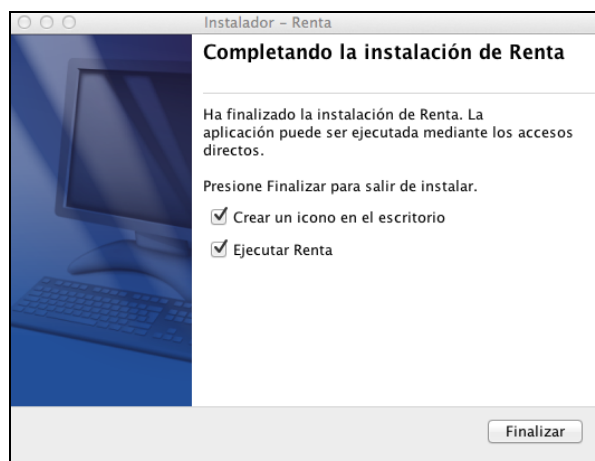 Instalador – Renta
Completando la instalación de Renta
Ha finalizado la instalación de Renta. La
aplicación puede ser ejecutada mediante los accesos
directos.
Presione Finalizar para salir de instalar.
Crear un icono en el escritorio
Ejecutar Renta
Finalizar